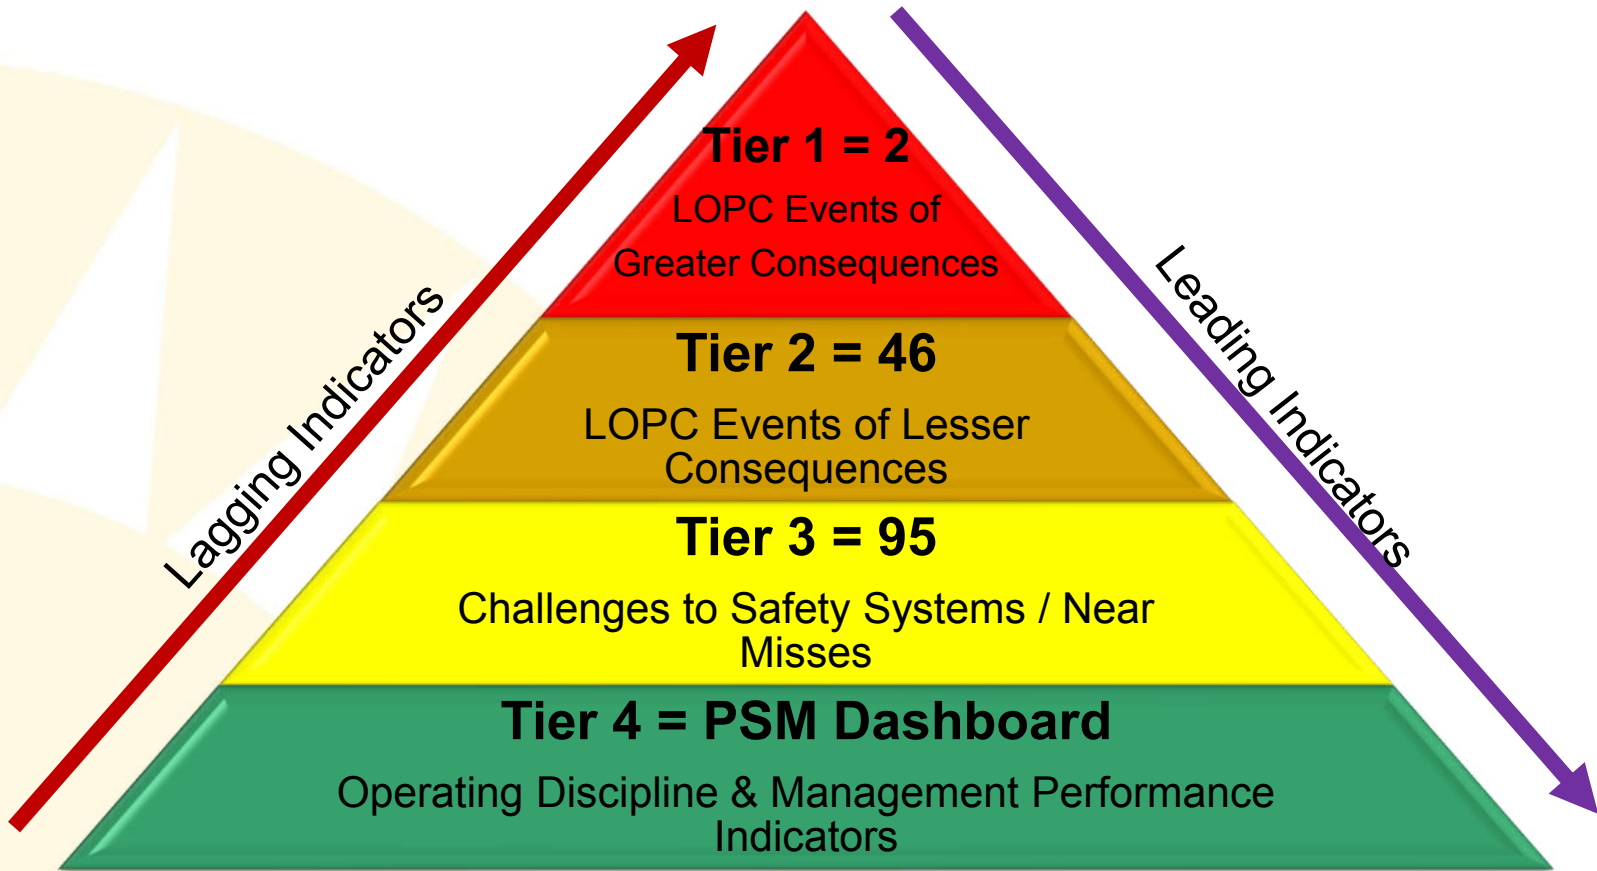 Tier 1 = 2
LOPC Events of
Greater Consequences
Tier 2 = 46
LOPC Events of Lesser
Consequences
Tier 3 = 95
Challenges to Safety Systems / Near
Misses
Tier 4 = PSM Dashboard
Operating Discipline & Management Performance
Indicators
Lagging Indicators
Leading Indicators